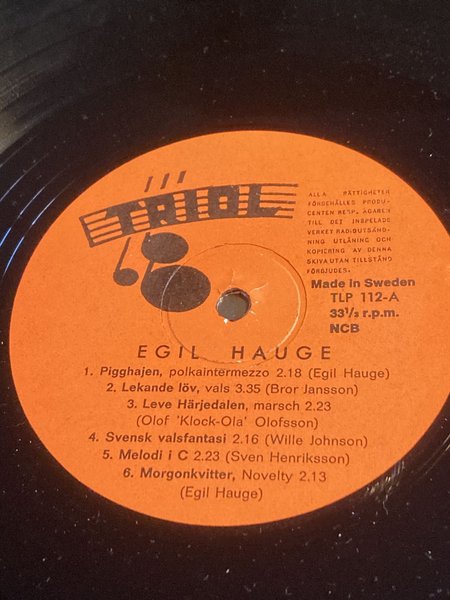 TRIOL
ALLA RÄTTIGHETER
FÖRBEHÅLLES PRODU-
CENTEN RESP. ÄGAREN
TILL DET INSPELADE
VERKET RADIOUTSÄND-
NING UTLÅNING OCH
KOPIERING AV DENNA
SKIVA UTAN TILLSTÅND
FÖRBJUDES.
Made in Sweden
TLP 112-A
33⅓ r.p.m.
NCB
EGIL HAUGE
1. Pigghajen, polkaintermezzo 2.18 (Egil Hauge)
2. Lekande löv, vals 3.35 (Bror Jansson)
3. Leve Härjedalen, marsch 2.23
(Olof 'Klock-Ola' Olofsson)
4. Svensk valsfantasi 2.16 (Wille Johnson)
5. Melodi i C 2.23 (Sven Henriksson)
6. Morgonkvitter, Novelty 2.13
(Egil Hauge)